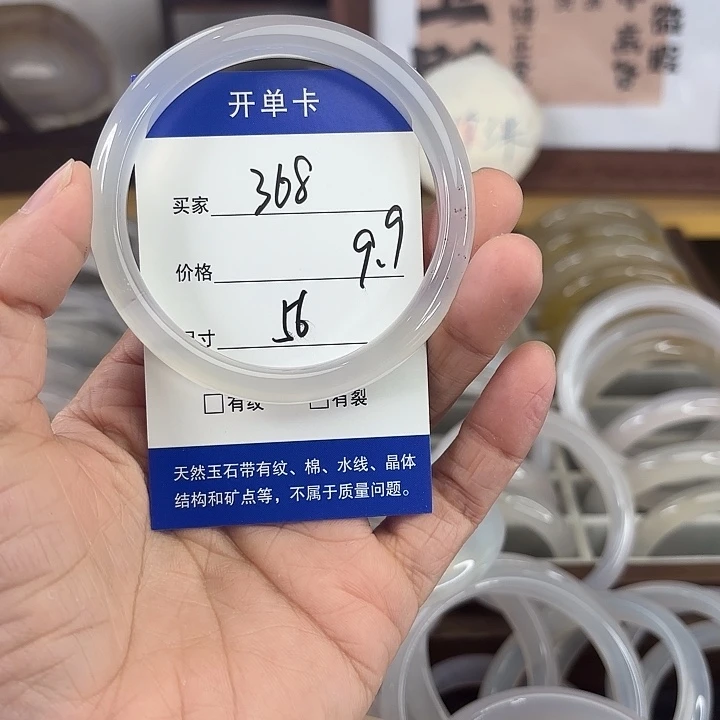 开单卡
买家 368
价格 9.9
寸 56
□有纹 □有裂
天然玉石带有纹、棉、水线、晶体
结构和矿点等，不属于质量问题。